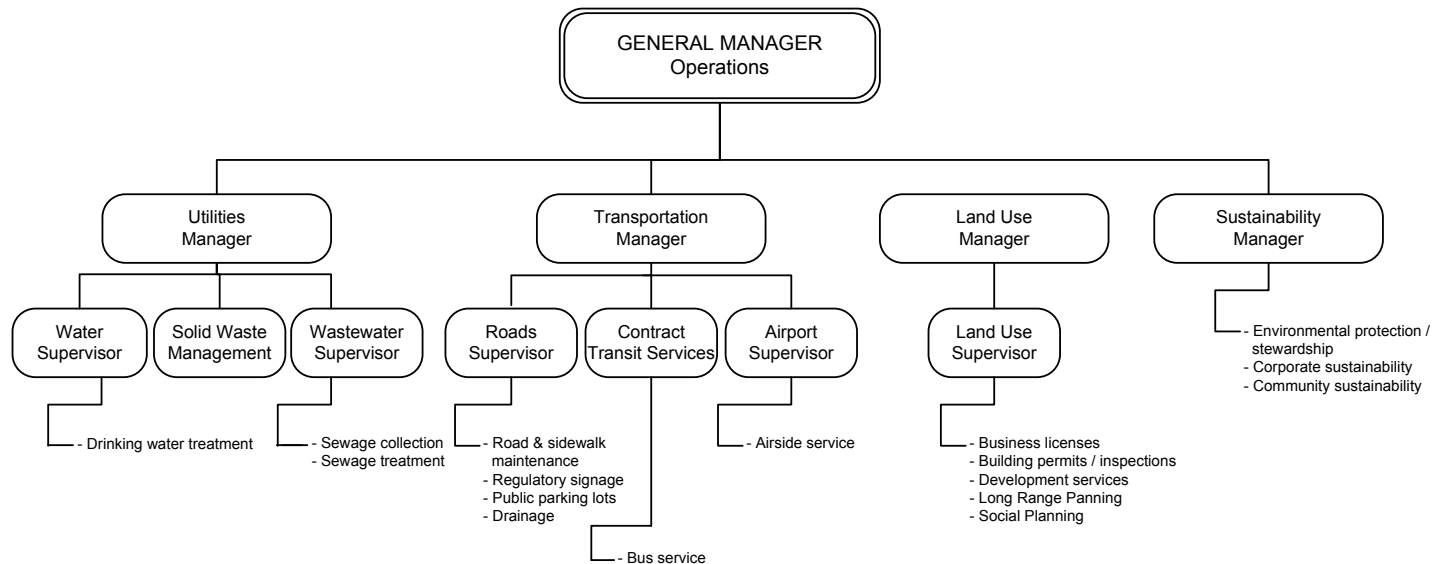 GENERAL MANAGER
Operations
Utilities
Manager
Transportation
Manager
Land Use
Manager
Sustainability
Manager
Water
Supervisor
Solid Waste
Management
Wastewater
Supervisor
Roads
Supervisor
Contract
Transit Services
Airport
Supervisor
Land Use
Supervisor
- Environmental protection /
stewardship
- Corporate sustainability
- Community sustainability
- Drinking water treatment
- Sewage collection
- Sewage treatment
- Road & sidewalk
maintenance
- Regulatory signage
- Public parking lots
- Drainage
- Bus service
- Airside service
- Business licenses
- Building permits / inspections
- Development services
- Long Range Panning
- Social Planning